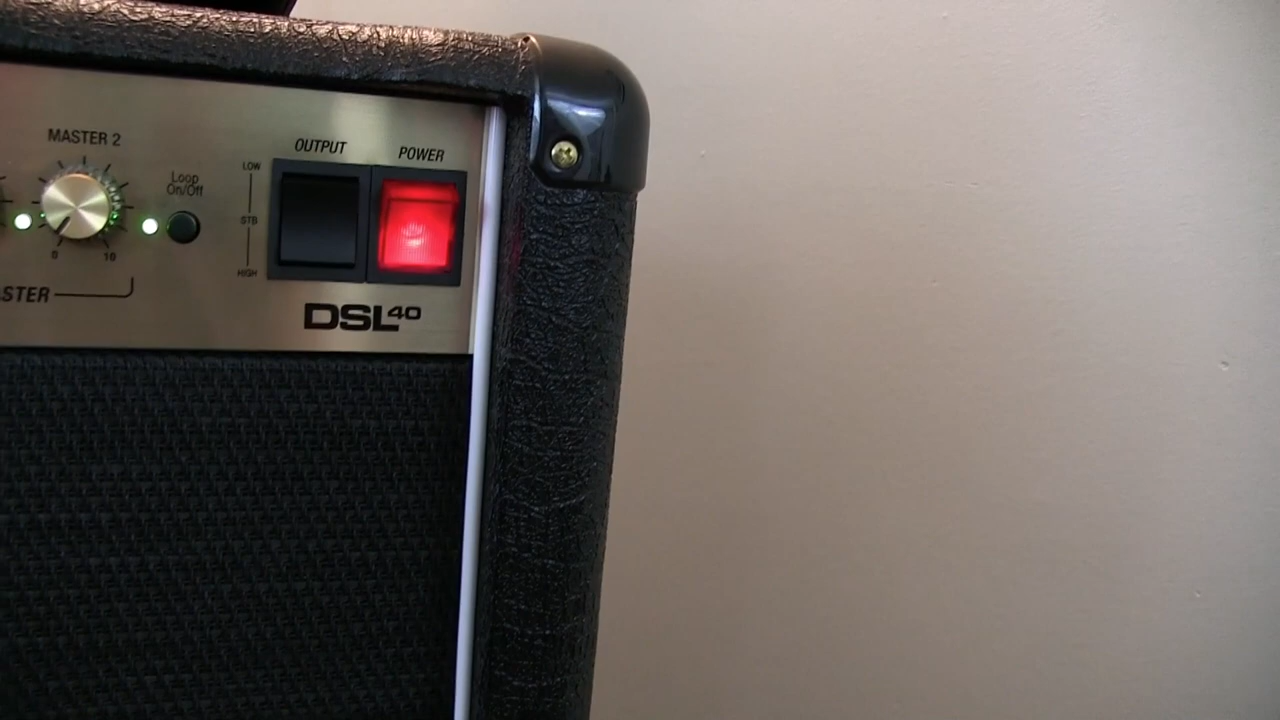 MASTER 2
0
10
Loop
On/Off
STER
OUTPUT
LOW
STB
HIGH
POWER
DSL40